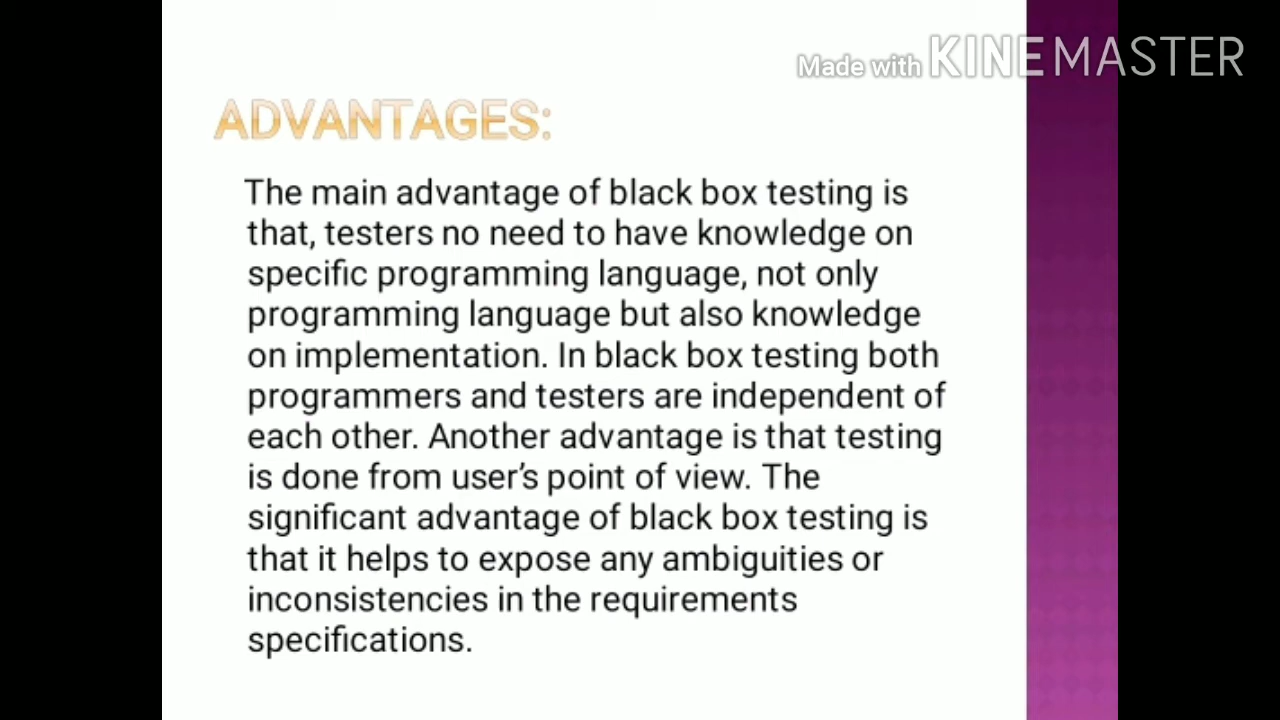 Made with KINEMASTER
ADVANTAGES:
The main advantage of black box testing is
that, testers no need to have knowledge on
specific programming language, not only
programming language but also knowledge
on implementation. In black box testing both
programmers and testers are independent of
each other. Another advantage is that testing
is done from user’s point of view. The
significant advantage of black box testing is
that it helps to expose any ambiguities or
inconsistencies in the requirements
specifications.